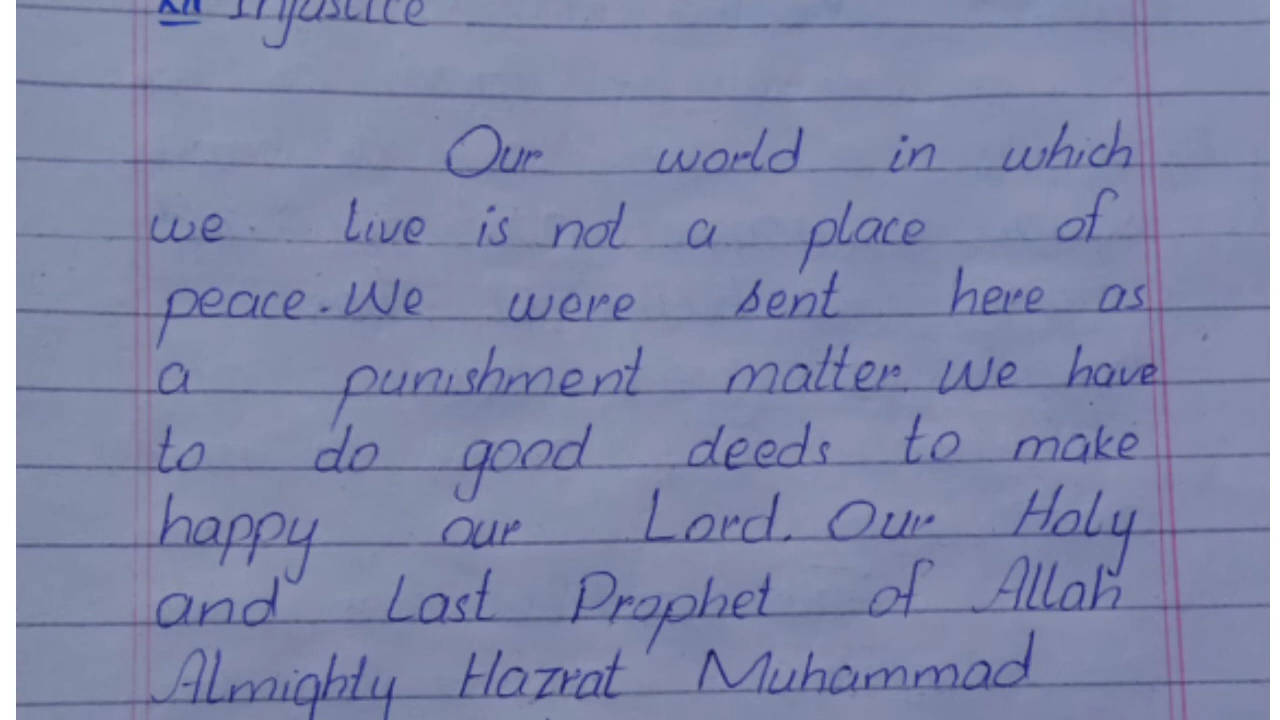 Injustice
Our world in which
we live is not a place of
peace. We were sent here as
a punishment matter. We have
to do good deeds to make
happy our Lord. Our Holy
and Last Prophet of Allah
Almighty Hazrat Muhammad